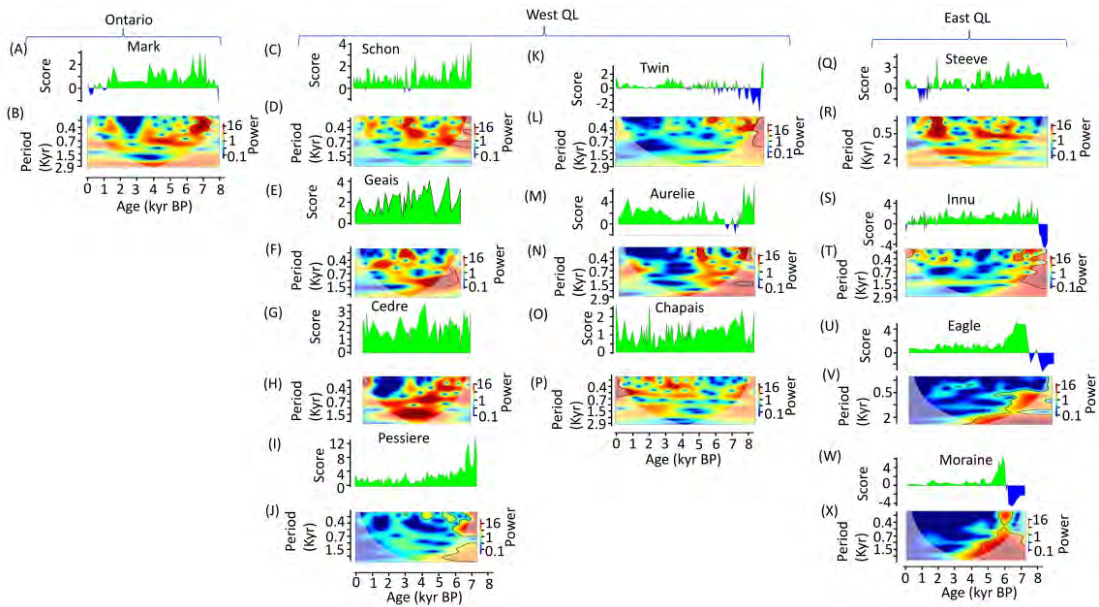 Ontario
West QL
East QL
(A)
Mark
Score
3
0
(B)
Period
(Kyr)
0.4
0.7
1.5
2.9
16
1
0.1
Power
0 1 2 3 4 5 6 7 8
Age (kyr BP)
(C)
Schon
Score
4
2
0
(D)
Period
(Kyr)
0.4
0.7
1.5
2.9
16
1
0.1
Power
(E)
Geais
Score
4
2
0
(F)
Period
(Kyr)
0.4
0.7
1.5
16
1
0.1
Power
(G)
Cedre
Score
3
2
1
0
(H)
Period
(Kyr)
0.4
0.7
1.5
16
1
0.1
Power
(I)
Pessiere
Score
12
8
4
0
(J)
Period
(Kyr)
0.4
0.7
1.5
16
1
0.1
Power
0 1 2 3 4 5 6 7 8
Age (kyr BP)
(K)
Twin
Score
2
0
-2
(L)
Period
(Kyr)
0.4
0.7
1.5
2.9
16
1
0.1
Power
(M)
Aurelie
Score
4
0
(N)
Period
(Kyr)
0.4
0.7
1.5
2.9
16
1
0.1
Power
(O)
Chapais
Score
2
1
0
(P)
Period
(Kyr)
0.4
0.7
1.5
2.9
16
1
0.1
Power
0 1 2 3 4 5 6 7 8
Age (kyr BP)
(Q)
Steeve
Score
3
0
(R)
Period
(Kyr)
0.5
2
16
1
0.1
Power
(S)
Innu
Score
4
0
-4
(T)
Period
(Kyr)
0.4
0.7
1.5
2.9
16
1
0.1
Power
(U)
Eagle
Score
4
0
(V)
Period
(Kyr)
0.5
2
16
1
0.1
Power
(W)
Moraine
Score
4
0
-4
(X)
Period
(Kyr)
0.4
0.7
1.5
16
1
0.1
Power
0 1 2 3 4 5 6 7 8
Age (kyr BP)